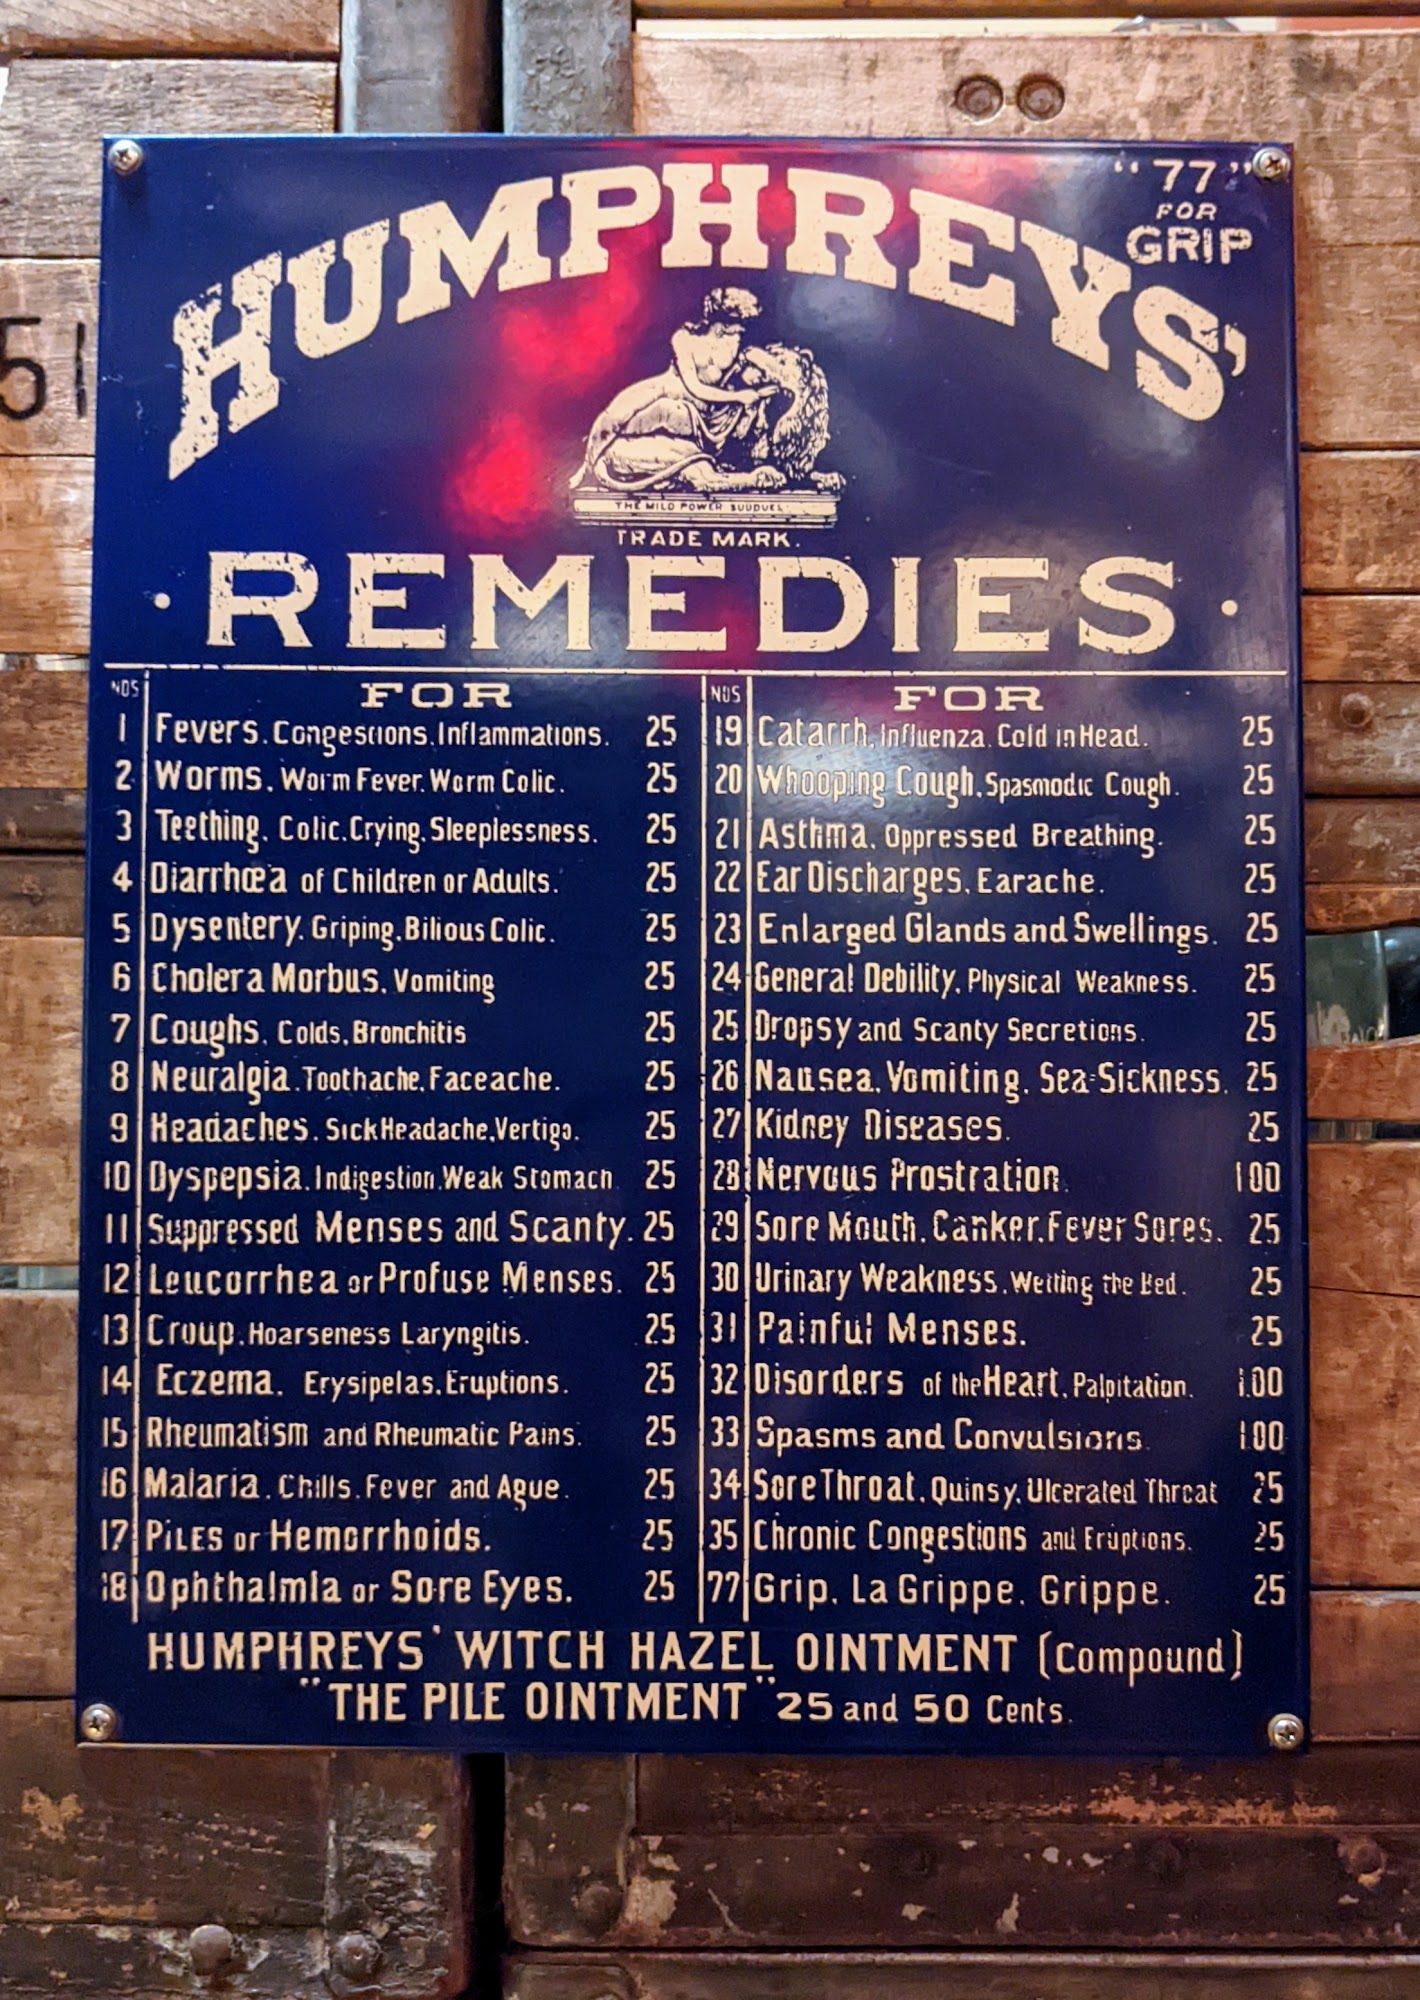 51
"77"
FOR
GRIP
HUMPHREYS'
TRADE MARK.
· REMEDIES ·
NOS FOR
1 Fevers. Congestions. Inflammations. 25
2 Worms. Worm Fever. Worm Colic. 25
3 Teething. Colic. Crying. Sleeplessness. 25
4 Diarrhœa of Children or Adults. 25
5 Dysentery. Griping. Bilious Colic. 25
6 Cholera Morbus. Vomiting 25
7 Coughs. Colds. Bronchitis 25
8 Neuralgia. Toothache. Faceache. 25
9 Headaches. Sick Headache. Vertigo. 25
10 Dyspepsia. Indigestion. Weak Stomach 25
11 Suppressed Menses and Scanty. 25
12 Leucorrhea or Profuse Menses. 25
13 Croup. Hoarseness Laryngitis. 25
14 Eczema. Erysipelas. Eruptions. 25
15 Rheumatism and Rheumatic Pains. 25
16 Malaria. Chills. Fever and Ague. 25
17 PILES or Hemorrhoids. 25
18 Ophthalmia or Sore Eyes. 25
NOS FOR
19 Catarrh. Influenza. Cold in Head. 25
20 Whooping Cough. Spasmodic Cough. 25
21 Asthma. Oppressed Breathing. 25
22 Ear Discharges. Earache. 25
23 Enlarged Glands and Swellings. 25
24 General Debility. Physical Weakness. 25
25 Dropsy and Scanty Secretions. 25
26 Nausea. Vomiting. Sea-Sickness. 25
27 Kidney Diseases. 25
28 Nervous Prostration. 100
29 Sore Mouth. Canker. Fever Sores. 25
30 Urinary Weakness. Wetting the Bed. 25
31 Painful Menses. 25
32 Disorders of the Heart. Palpitation. 1.00
33 Spasms and Convulsions. 1.00
34 Sore Throat. Quinsy. Ulcerated Throat 25
35 Chronic Congestions and Eruptions. 25
77 Grip. La Grippe. Grippe. 25
HUMPHREYS' WITCH HAZEL OINTMENT (Compound)
"THE PILE OINTMENT" 25 and 50 Cents.